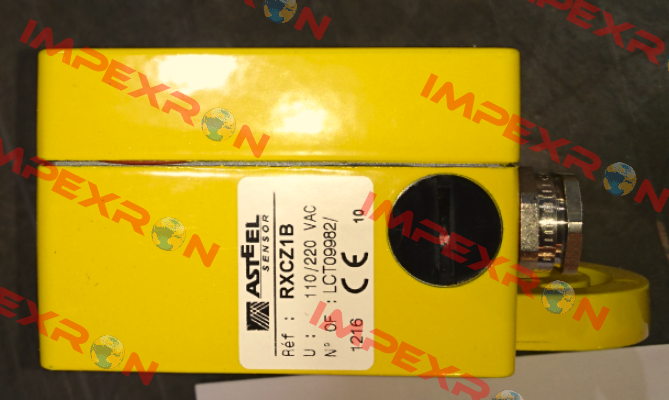 ASTEEL
SENSOR
Réf : RXCZ1B
U : 110/220 VAC
N° OF : LCT09982/
1216 CE 10
IMPEXRON
IMPEXRON
IMPEXRON
IMPEXRON
IMPEXRON
IMPEXRON
IMPEXRON